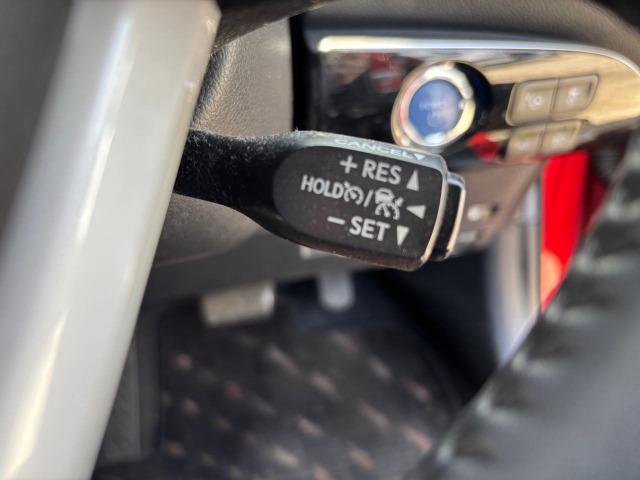 CANCEL▼
+ RES ▲
HOLD / ◄
− SET ▼